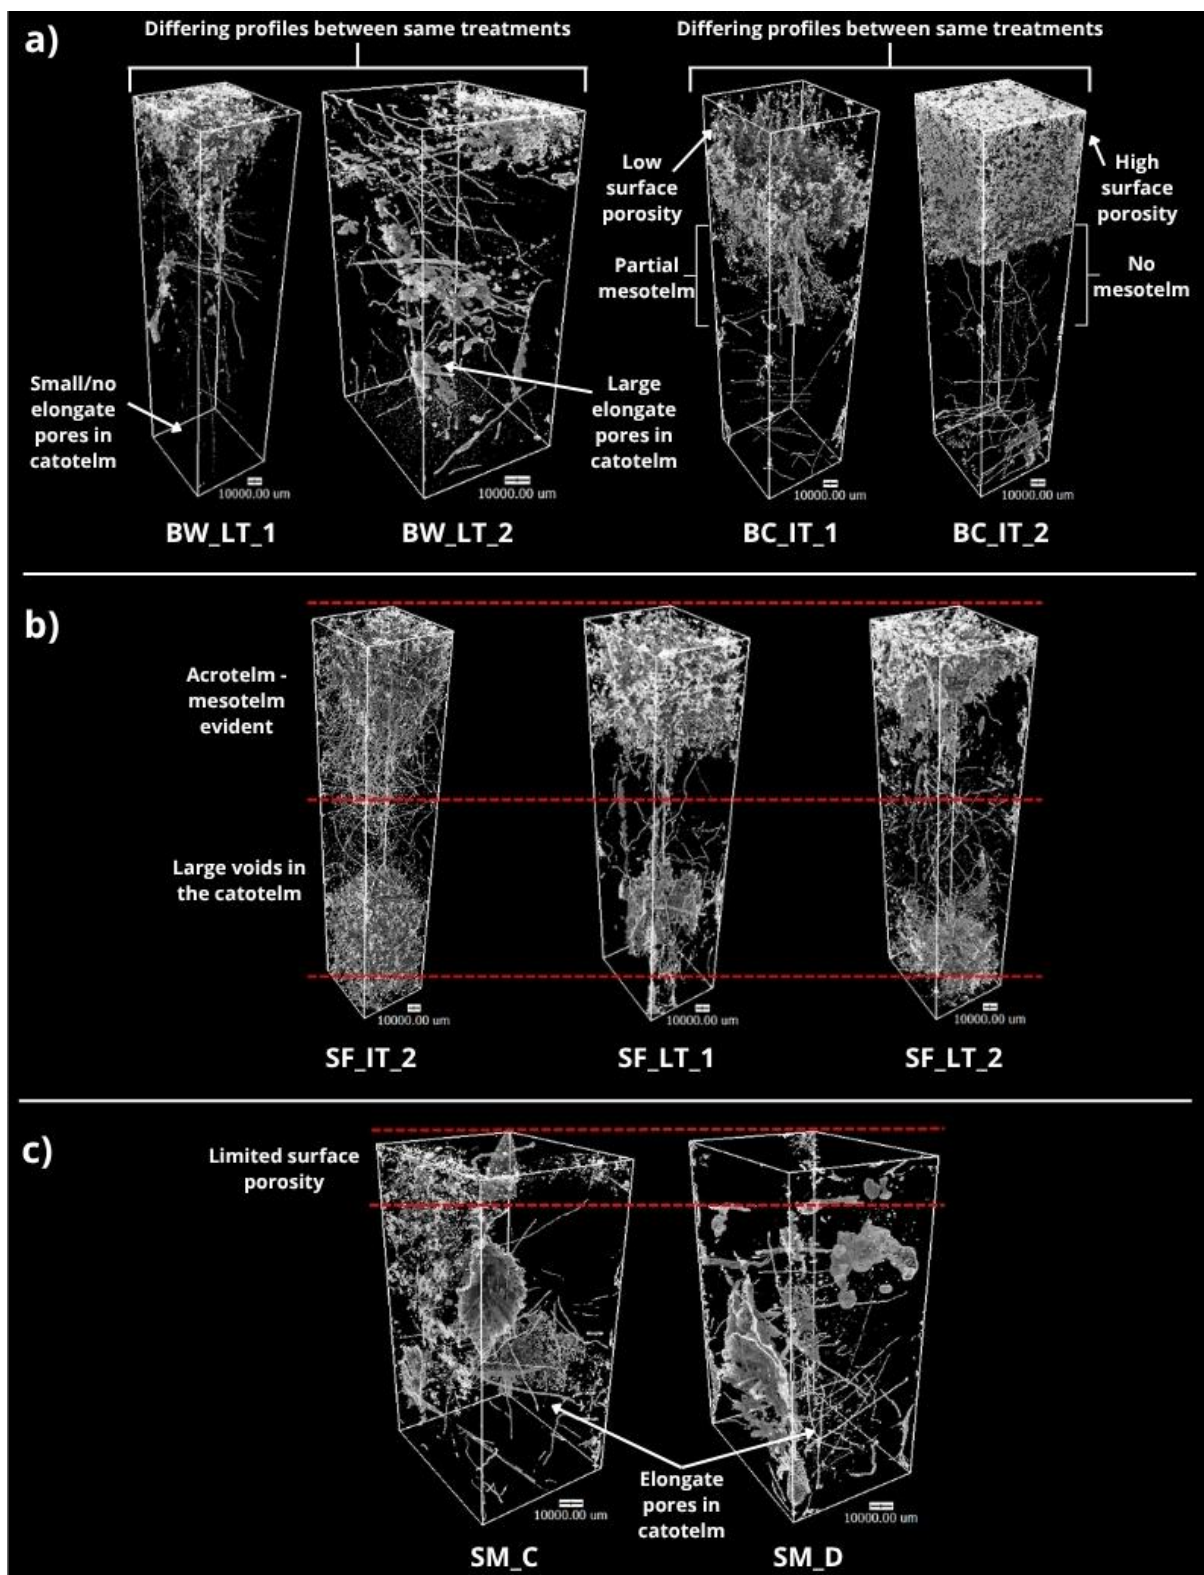 a)
Differing profiles between same treatments
Differing profiles between same treatments
Low
surface
porosity
High
surface
porosity
Partial
mesotelm
No
mesotelm
Small/no
elongate
pores in
catotelm
Large
elongate
pores in
catotelm
10000.00 um
10000.00 um
10000.00 um
10000.00 um
BW_LT_1
BW_LT_2
BC_IT_1
BC_IT_2
b)
Acrotelm -
mesotelm
evident
Large voids in
the catotelm
10000.00 um
10000.00 um
10000.00 um
SF_IT_2
SF_LT_1
SF_LT_2
c)
Limited surface
porosity
Elongate
pores in
catotelm
10000.00 um
10000.00 um
SM_C
SM_D